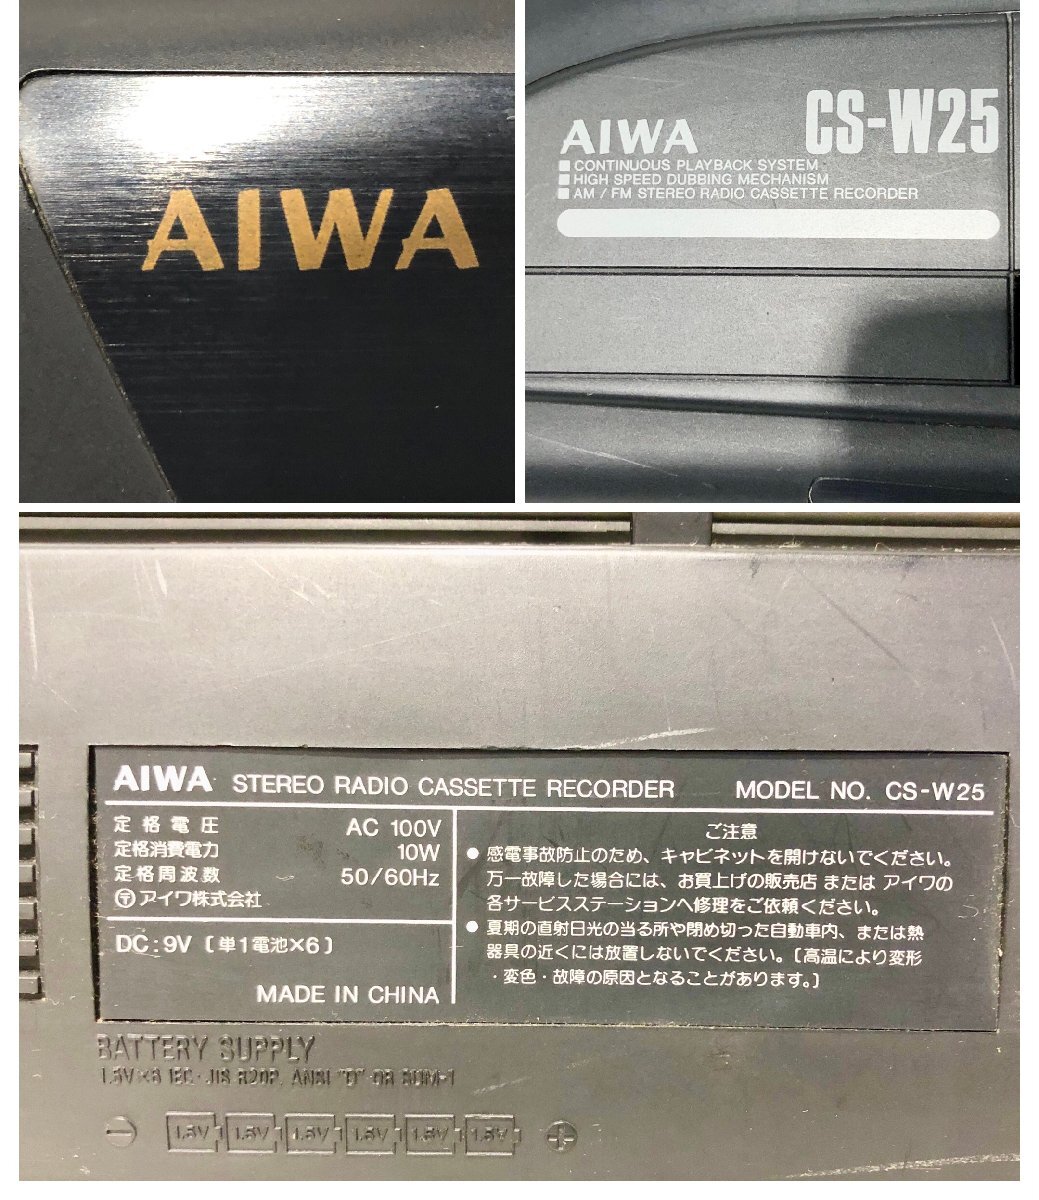 AIWA
AIWA CS-W25
CONTINUOUS PLAYBACK SYSTEM
HIGH SPEED DUBBING MECHANISM
AM / FM STEREO RADIO CASSETTE RECORDER
AIWA STEREO RADIO CASSETTE RECORDER MODEL NO. CS-W25
定格電圧 AC 100V
定格消費電力 10W
定格周波数 50/60Hz
〒アイワ株式会社
DC:9V〔単1電池×6〕
MADE IN CHINA
ご注意
● 感電事故防止のため、キャビネットを開けないでください。
万一故障した場合には、お買上げの販売店 または アイワの
各サービスステーションへ修理をご依頼ください。
● 夏期の直射日光の当る所や閉め切った自動車内、または熱
器具の近くには放置しないでください。〔高温により変形
・変色・故障の原因となることがあります。〕
BATTERY SUPPLY
1.5V×6 IEC·JIS R20P, ANSI "D" OR SUM-1
− 1.5V 1.5V 1.5V 1.5V 1.5V 1.5V +